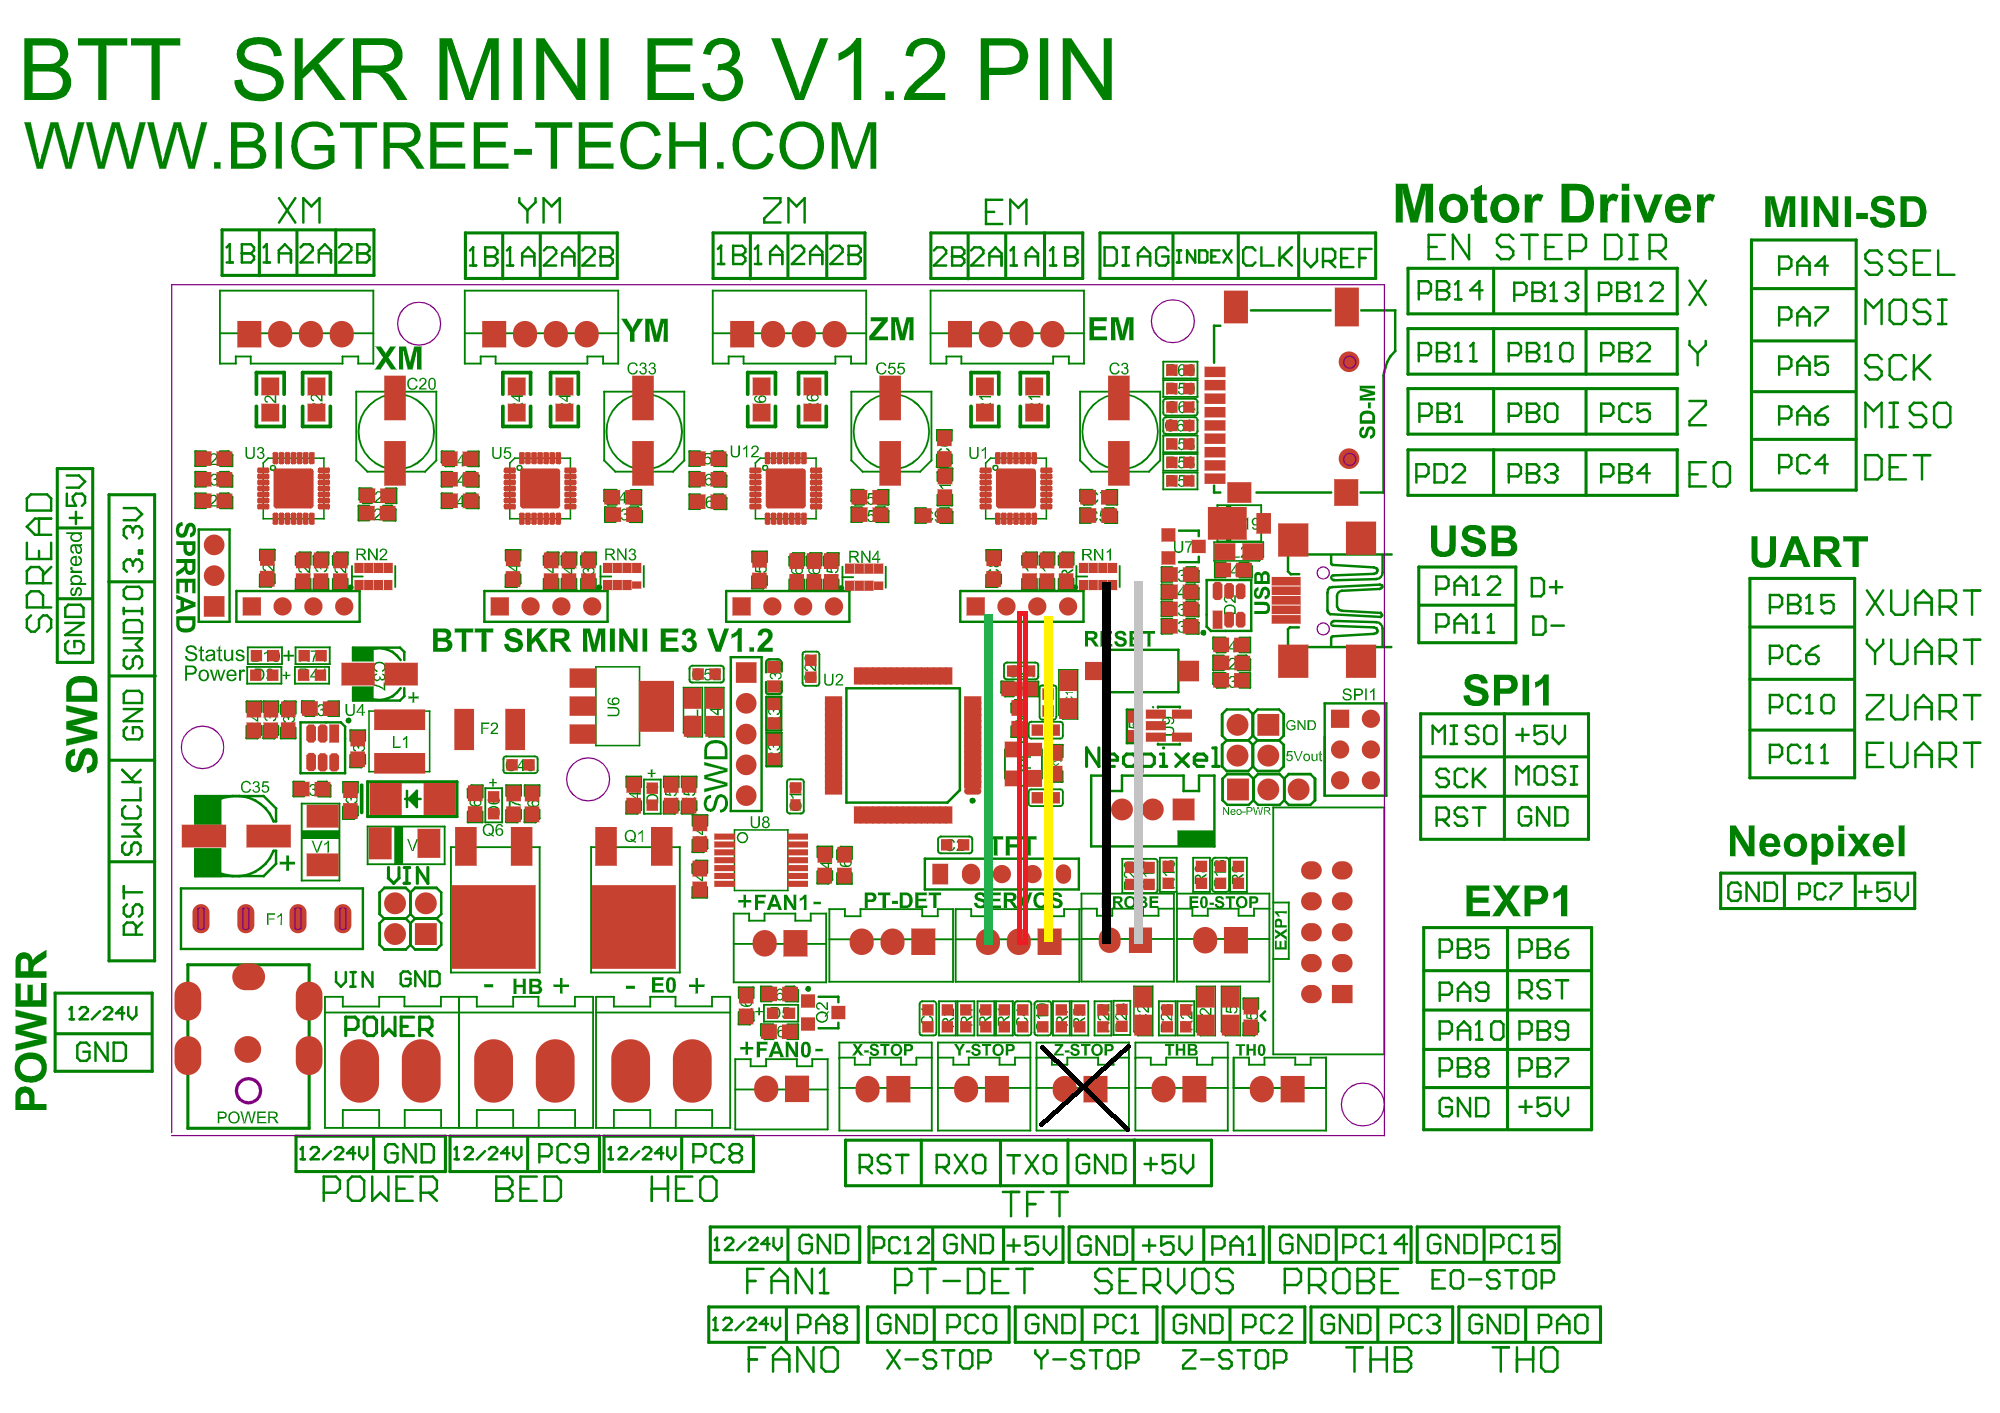 BTT SKR MINI E3 V1.2 PIN
WWW.BIGTREE-TECH.COM
XM
1B 1A 2A 2B
YM
1B 1A 2A 2B
ZM
1B 1A 2A 2B
EM
2B 2A 1A 1B
DIAG INDEX CLK VREF
Motor Driver
EN STEP DIR
PB14 PB13 PB12 X
PB11 PB10 PB2 Y
PB1 PB0 PC5 Z
PD2 PB3 PB4 E0
MINI-SD
PA4 SSEL
PA7 MOSI
PA5 SCK
PA6 MISO
PC4 DET
USB
PA12 D+
PA11 D-
UART
PB15 XUART
PC6 YUART
PC10 ZUART
PC11 EUART
SPI1
MISO +5V
SCK MOSI
RST GND
Neopixel
GND PC7 +5V
EXP1
PB5 PB6
PA9 RST
PA10 PB9
PB8 PB7
GND +5V
SPREAD
GND spread +5V
SWD
RST SWCLK GND SWDIO 3.3V
POWER
12/24V
GND
XM
YM
ZM
EM
C20
C33
C55
C3
SD-M
U3
U5
U12
U1
U7
SPREAD
RN2
RN3
RN4
RN1
USB
BTT SKR MINI E3 V1.2
RESET
Status
Power
+
+
C37
+
U4
L1
F2
U6
SWD
U2
U9
Neopixel
GND
5Vout
Neo-PWR
SPI1
C35
+
V1
V
VIN
+
Q6
+
Q1
U8
TFT
F1
+FAN1-
PT-DET
SERVOS
ROBE
E0-STOP
EXP1
VIN GND
- HB +
- E0 +
POWER
Q2
+
+FAN0-
X-STOP
Y-STOP
Z-STOP
THB
TH0
POWER
12/24V GND
POWER
12/24V PC9
BED
12/24V PC8
HE0
RST RX0 TX0 GND +5V
TFT
12/24V GND
FAN1
PC12 GND +5V
PT-DET
GND +5V PA1
SERVOS
GND PC14
PROBE
GND PC15
E0-STOP
12/24V PA8
FAN0
GND PC0
X-STOP
GND PC1
Y-STOP
GND PC2
Z-STOP
GND PC3
THB
GND PA0
TH0